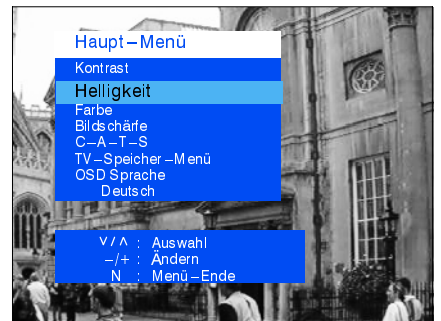 Haupt–Menü
Kontrast
Helligkeit
Farbe
Bildschärfe
C–A–T–S
TV–Speicher–Menü
OSD Sprache
Deutsch
∨/∧ : Auswahl
–/+ : Ändern
N : Menü–Ende